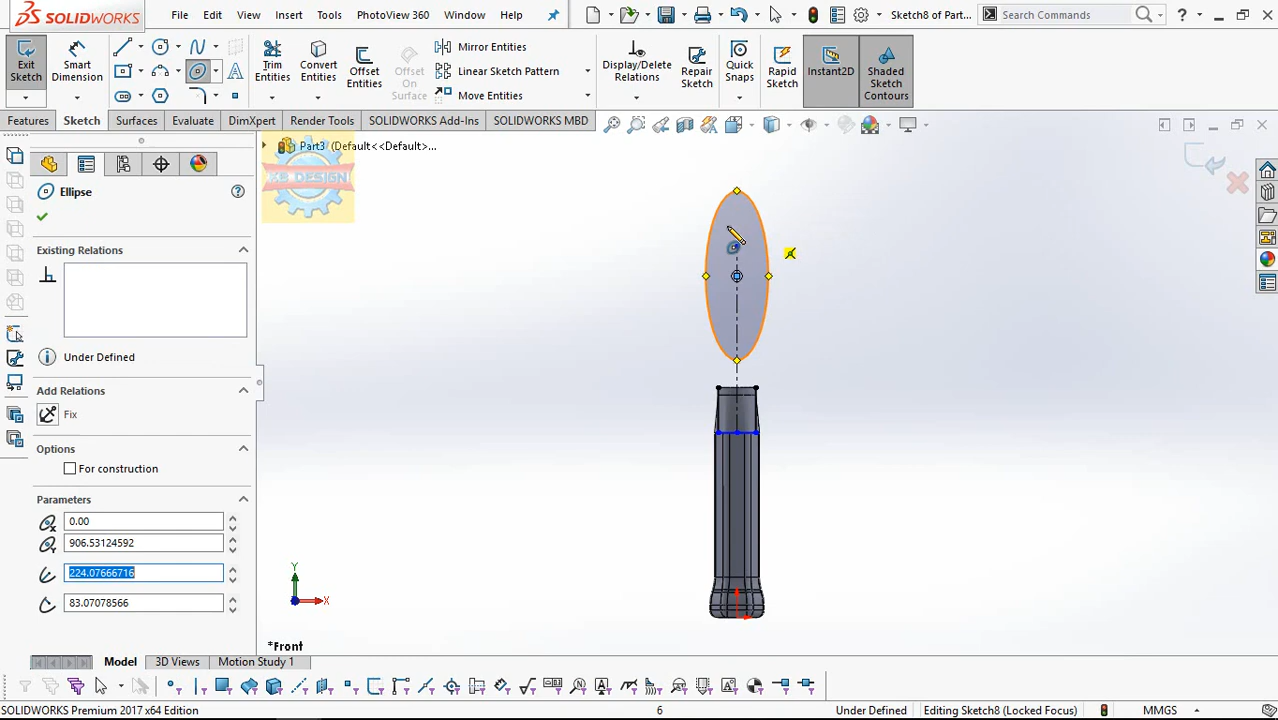 SOLIDWORKS File Edit View Insert Tools PhotoView 360 Window Help Sketch8 of Part... Search Commands ?
Exit Sketch
Smart Dimension
Trim Entities
Convert Entities
Offset Entities
Offset On Surface
Mirror Entities
Linear Sketch Pattern
Move Entities
Display/Delete Relations
Repair Sketch
Quick Snaps
Rapid Sketch
Instant2D
Shaded Sketch Contours
Features Sketch Surfaces Evaluate DimXpert Render Tools SOLIDWORKS Add-Ins SOLIDWORKS MBD
Part3 (Default<<Default>...
KB DESIGN
Ellipse
Existing Relations
Under Defined
Add Relations
Fix
Options
For construction
Parameters
0.00
906.53124592
224.07666716
83.07078566
Y
X
*Front
Model 3D Views Motion Study 1
SOLIDWORKS Premium 2017 x64 Edition 6 Under Defined Editing Sketch8 (Locked Focus) MMGS